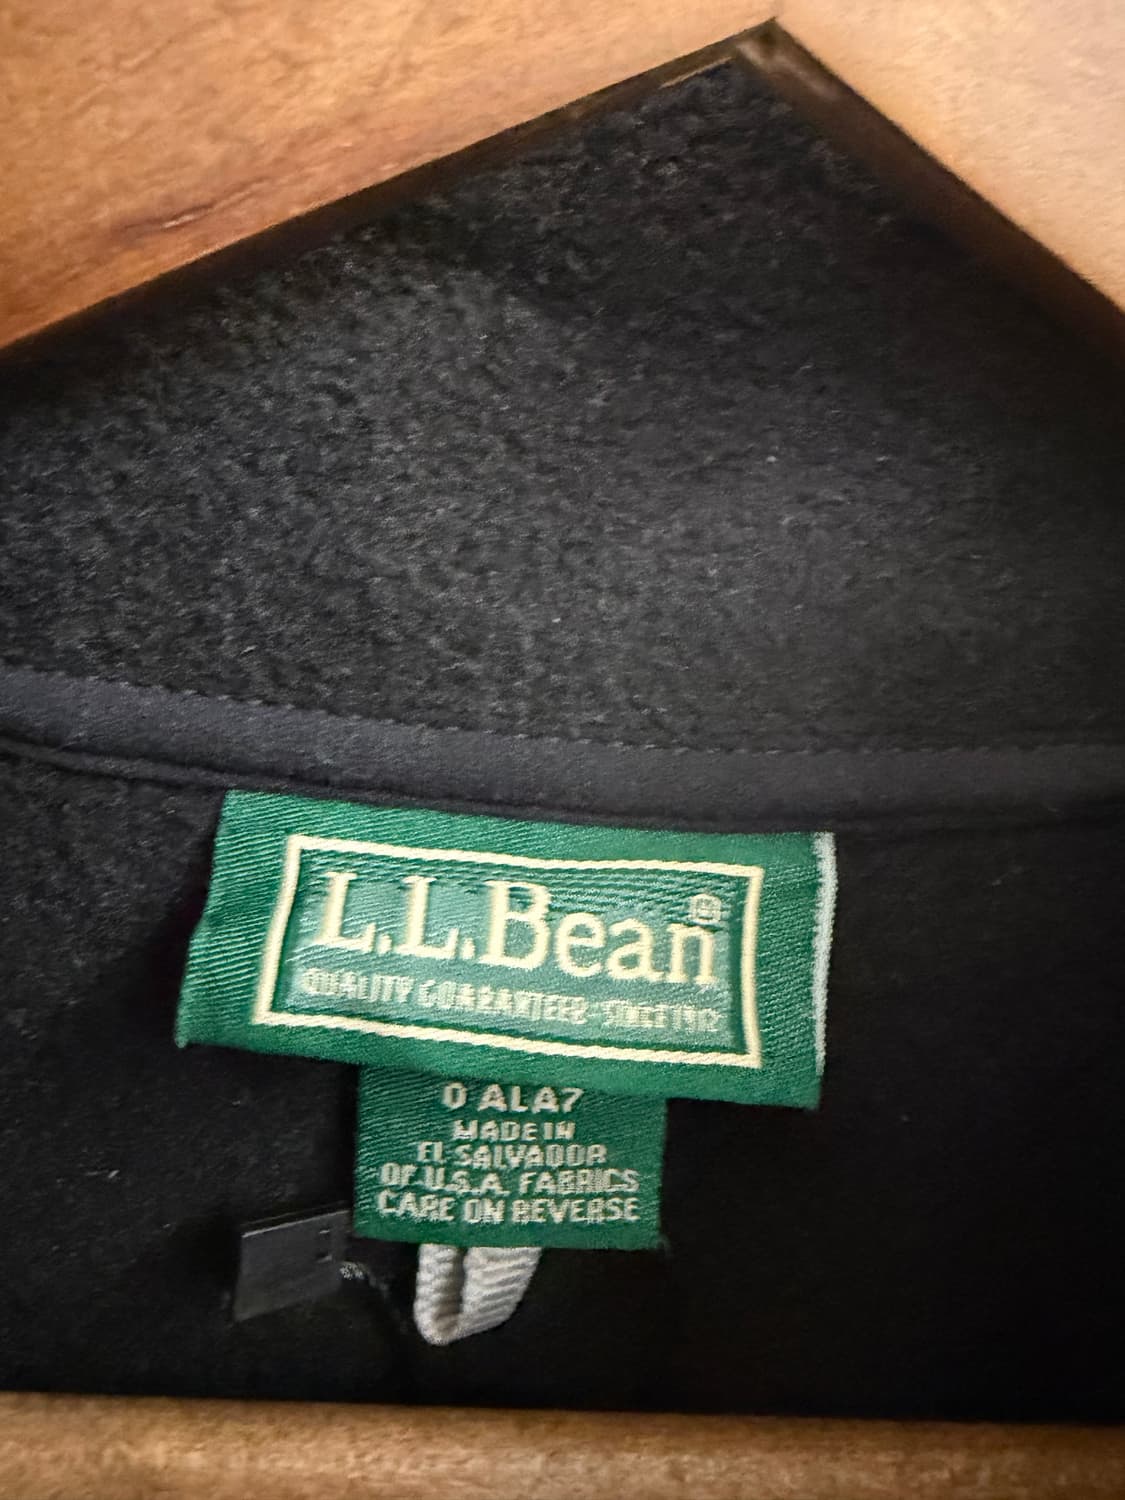 L.L.Bean®
QUALITY GUARANTEED SINCE 1912
0 ALA7
MADE IN
EL SALVADOR
OF U.S.A. FABRICS
CARE ON REVERSE